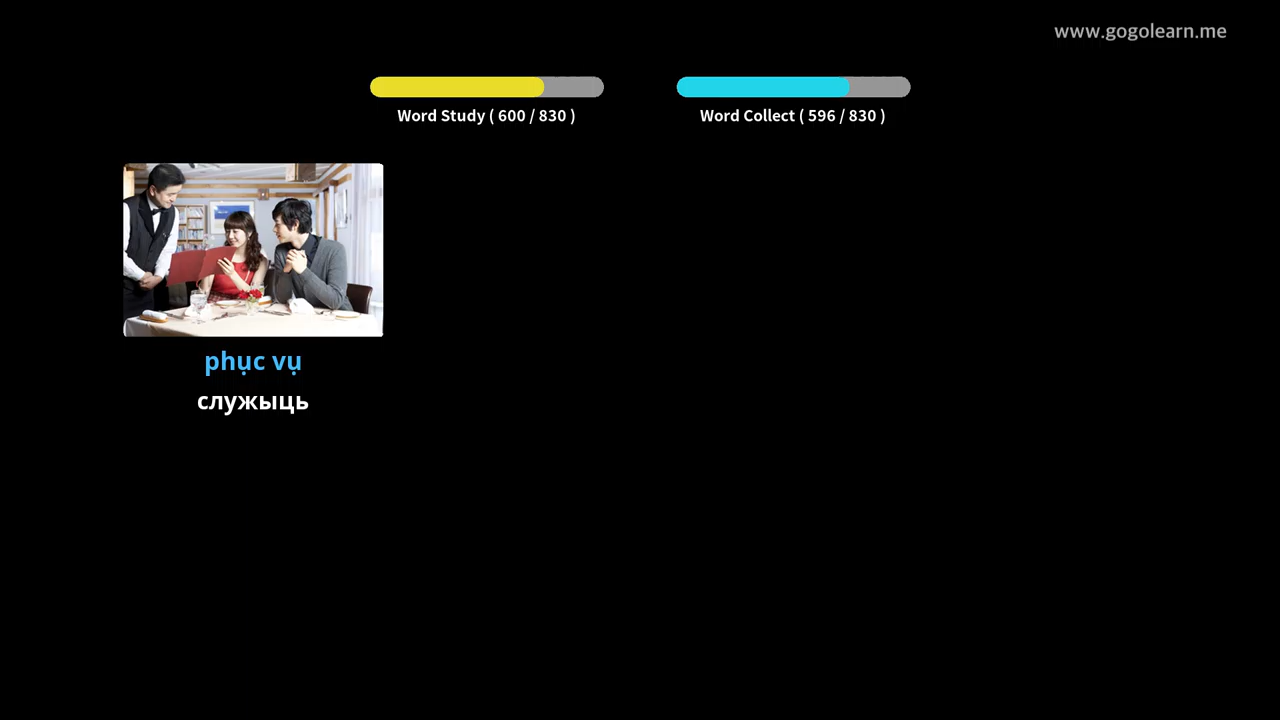 www.gogolearn.me
Word Study ( 600 / 830 )
Word Collect ( 596 / 830 )
phục vụ
служыць